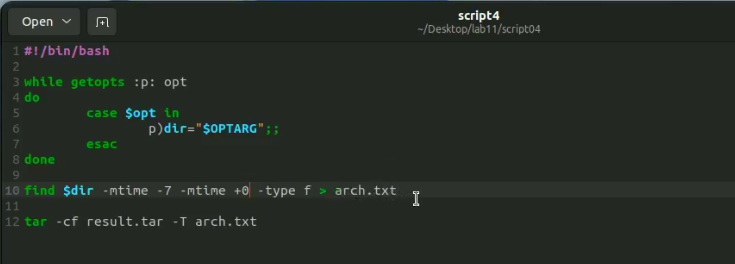 Open
script4
~/Desktop/lab11/script04
1 #!/bin/bash
2
3 while getopts :p: opt
4 do
5         case $opt in
6                 p)dir="$OPTARG";;
7         esac
8 done
9
10 find $dir -mtime -7 -mtime +0 -type f > arch.txt
11
12 tar -cf result.tar -T arch.txt